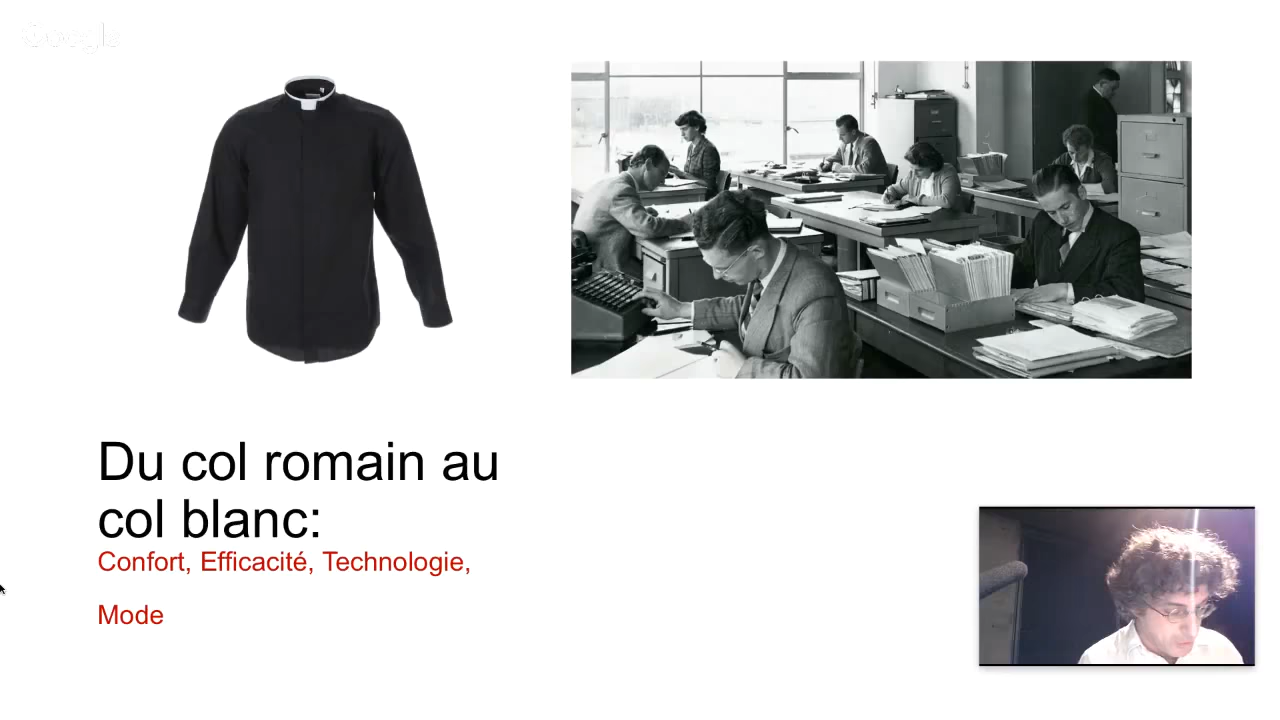 Google
Du col romain au
col blanc:
Confort, Efficacité, Technologie,
Mode